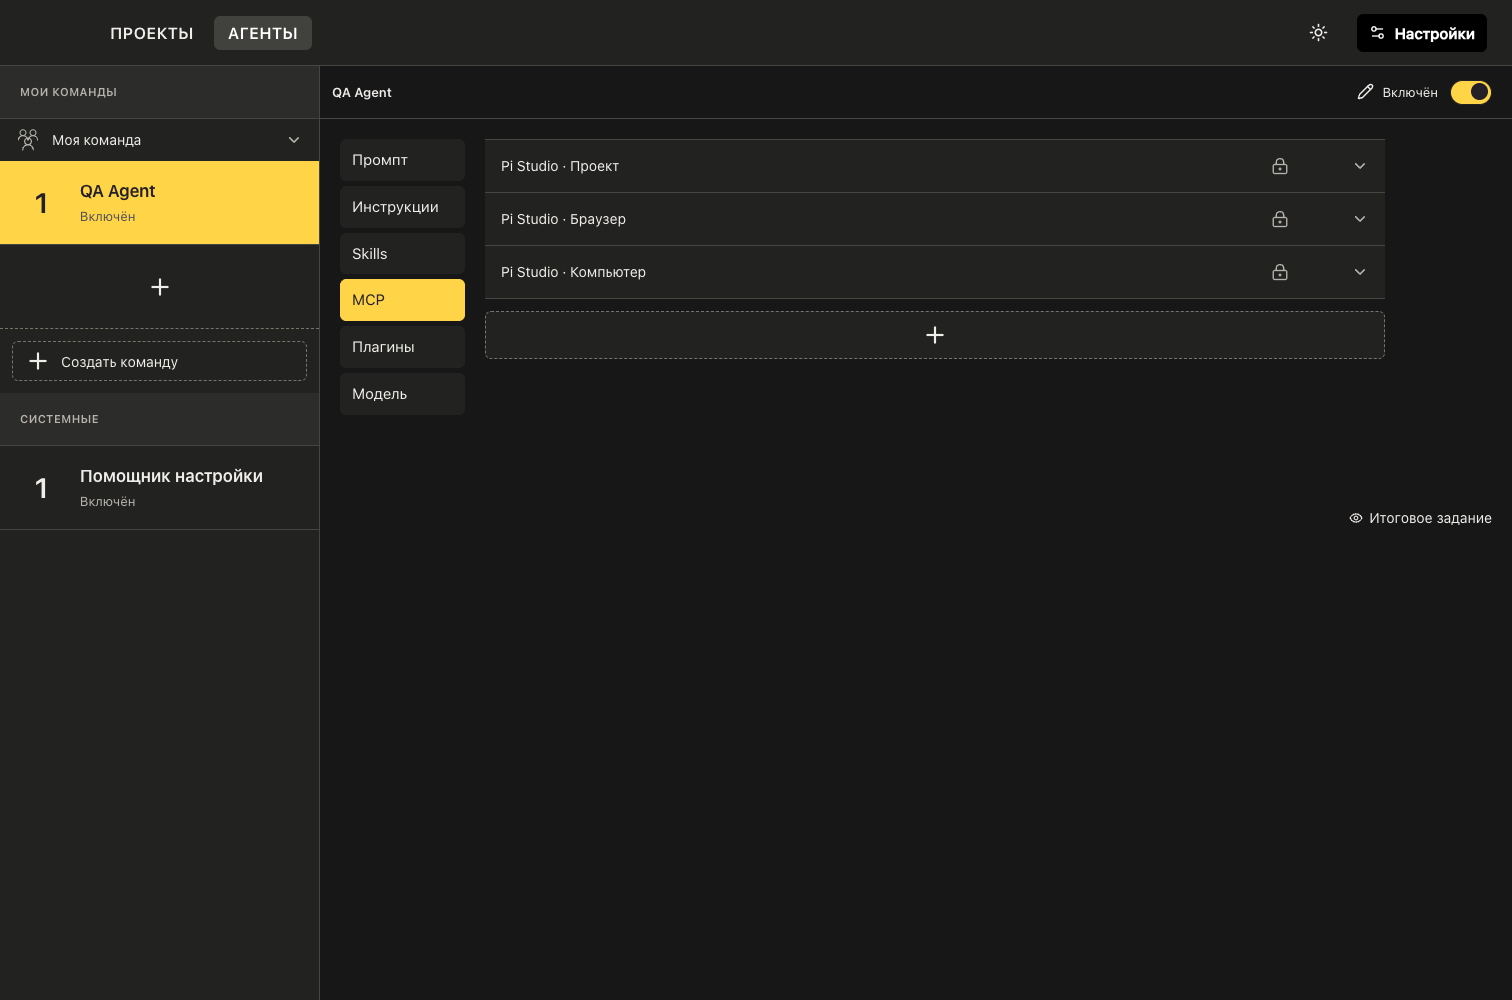 ПРОЕКТЫ
АГЕНТЫ
Настройки
МОИ КОМАНДЫ
Моя команда
1
QA Agent
Включён
Создать команду
СИСТЕМНЫЕ
1
Помощник настройки
Включён
QA Agent
Включён
Промпт
Инструкции
Skills
MCP
Плагины
Модель
Pi Studio · Проект
Pi Studio · Браузер
Pi Studio · Компьютер
Итоговое задание